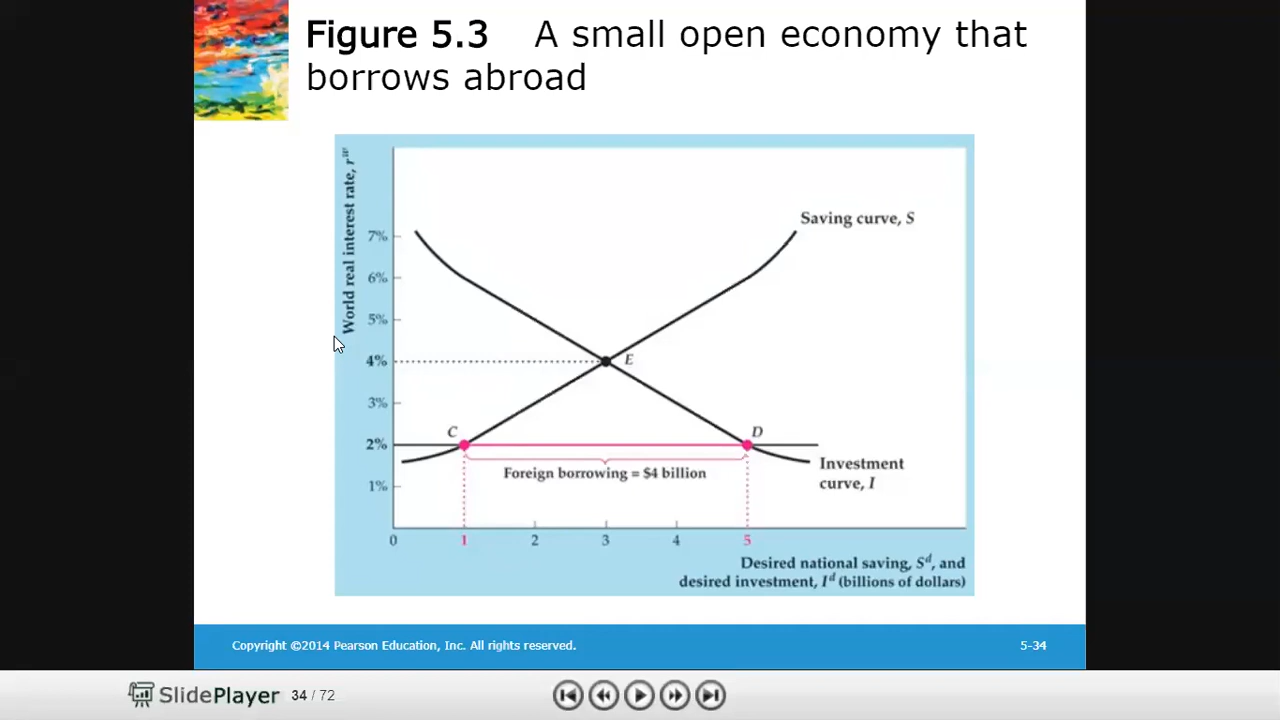 Figure 5.3 A small open economy that
borrows abroad
World real interest rate, r^w
7%
6%
5%
4%
3%
2%
1%
Saving curve, S
E
C
D
Foreign borrowing = $4 billion
Investment
curve, I
0 1 2 3 4 5
Desired national saving, S^d, and
desired investment, I^d (billions of dollars)
Copyright ©2014 Pearson Education, Inc. All rights reserved.
5-34
SlidePlayer 34 / 72